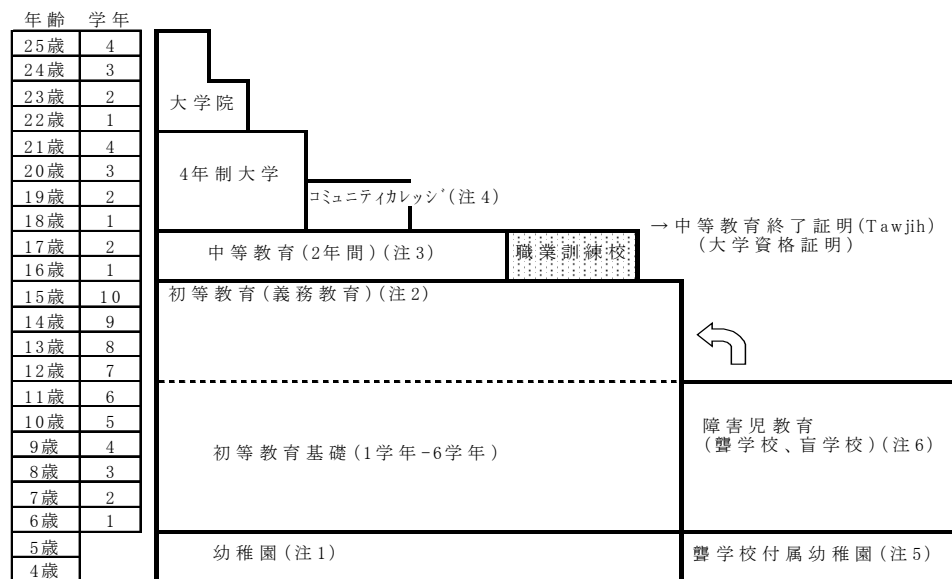 年齢 学年
25歳 4
24歳 3
23歳 2
22歳 1
21歳 4
20歳 3
19歳 2
18歳 1
17歳 2
16歳 1
15歳 10
14歳 9
13歳 8
12歳 7
11歳 6
10歳 5
9歳 4
8歳 3
7歳 2
6歳 1
5歳
4歳
大学院
4年制大学
コミュニティカレッジ(注4)
→中等教育終了証明(Tawjih)
(大学資格証明)
中等教育(2年間)(注3)
職業訓練校
初等教育(義務教育)(注2)
初等教育基礎(1学年-6学年)
障害児教育
(聾学校、盲学校)(注6)
幼稚園(注1)
聾学校付属幼稚園(注5)